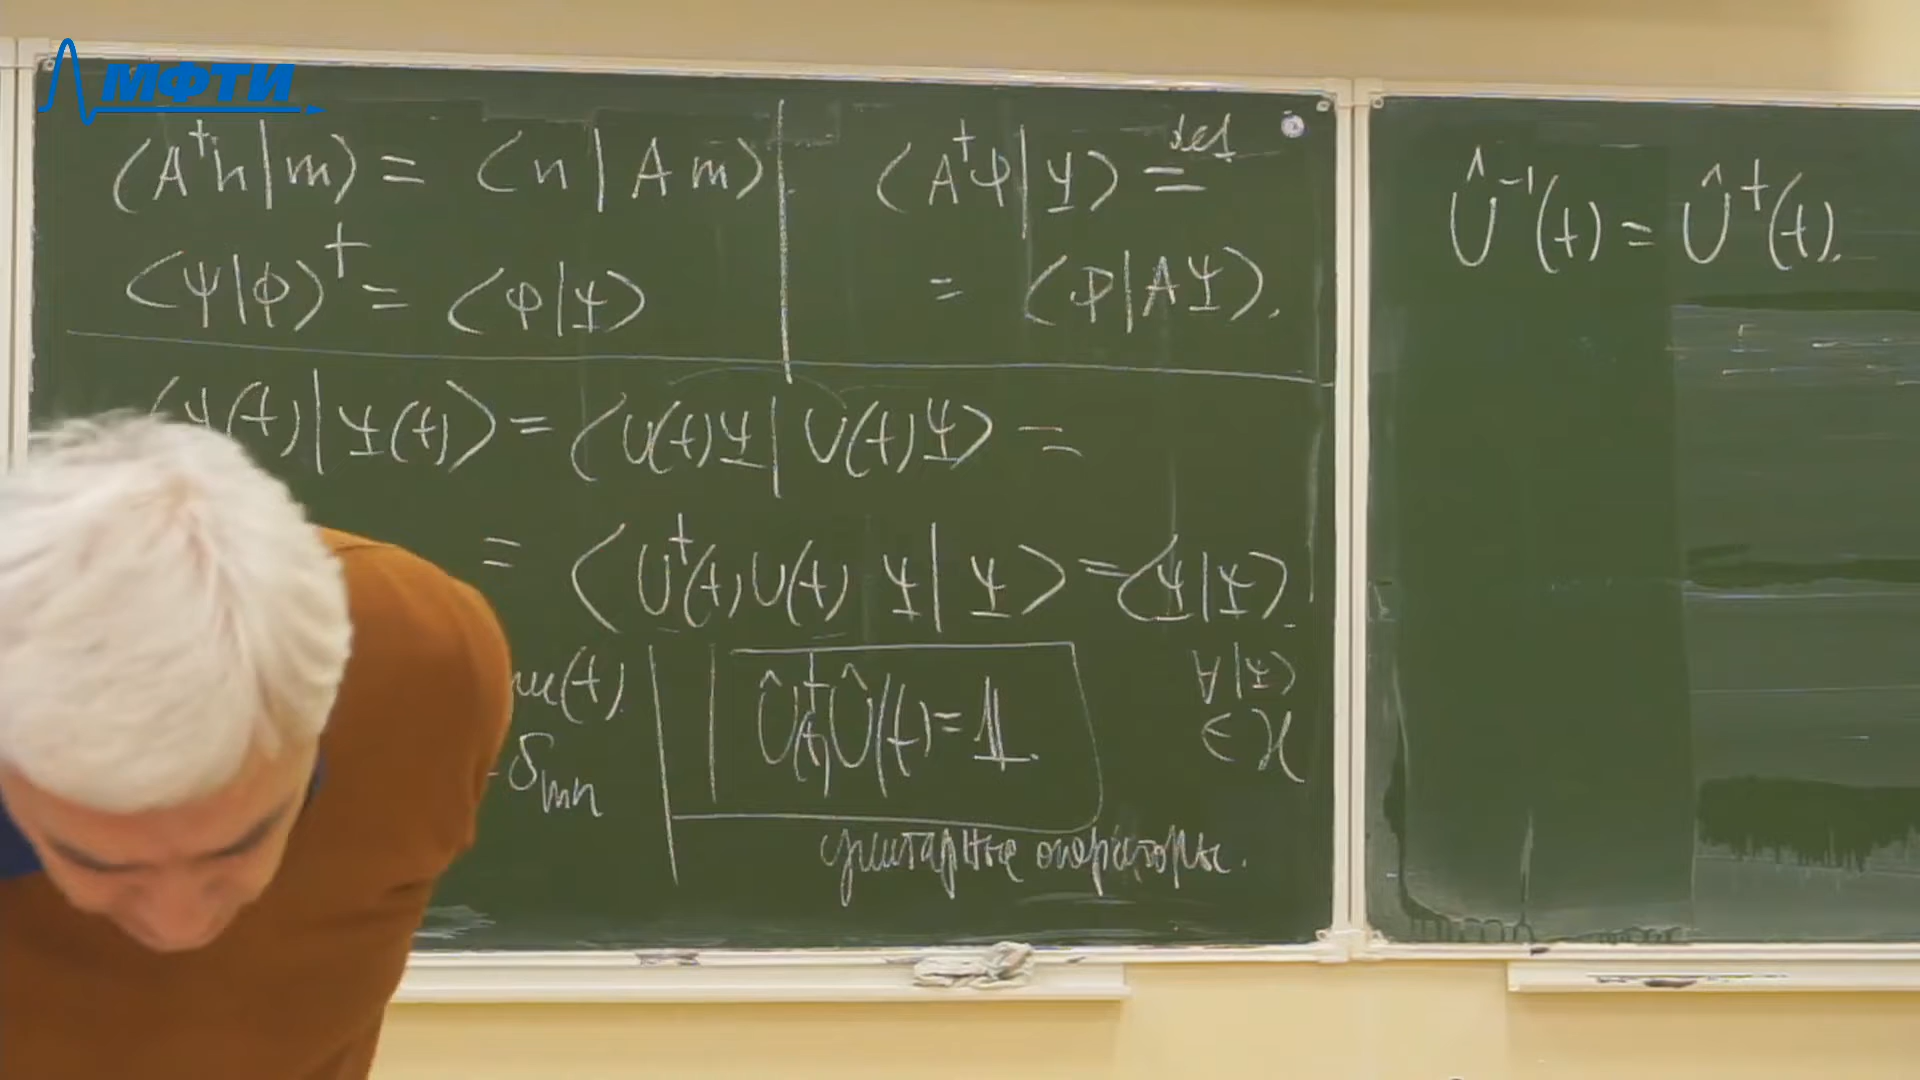 МФТИ
⟨A†n|m⟩ = ⟨n|Am⟩
⟨ψ|φ⟩† = ⟨φ|Ψ⟩
⟨A†φ|Ψ⟩ def=
= ⟨φ|AΨ⟩.
Ψ(t)|Ψ(t)⟩ = ⟨U(t)Ψ|U(t)Ψ⟩ =
= ⟨U†(t)U(t)Ψ|Ψ⟩ = ⟨Ψ|Ψ⟩.
∀|Ψ⟩
∈ ℋ
(t).
δmn
Û†(t)Û(t) = 𝟙.
унитарные операторы.
Û⁻¹(t) = Û†(t).